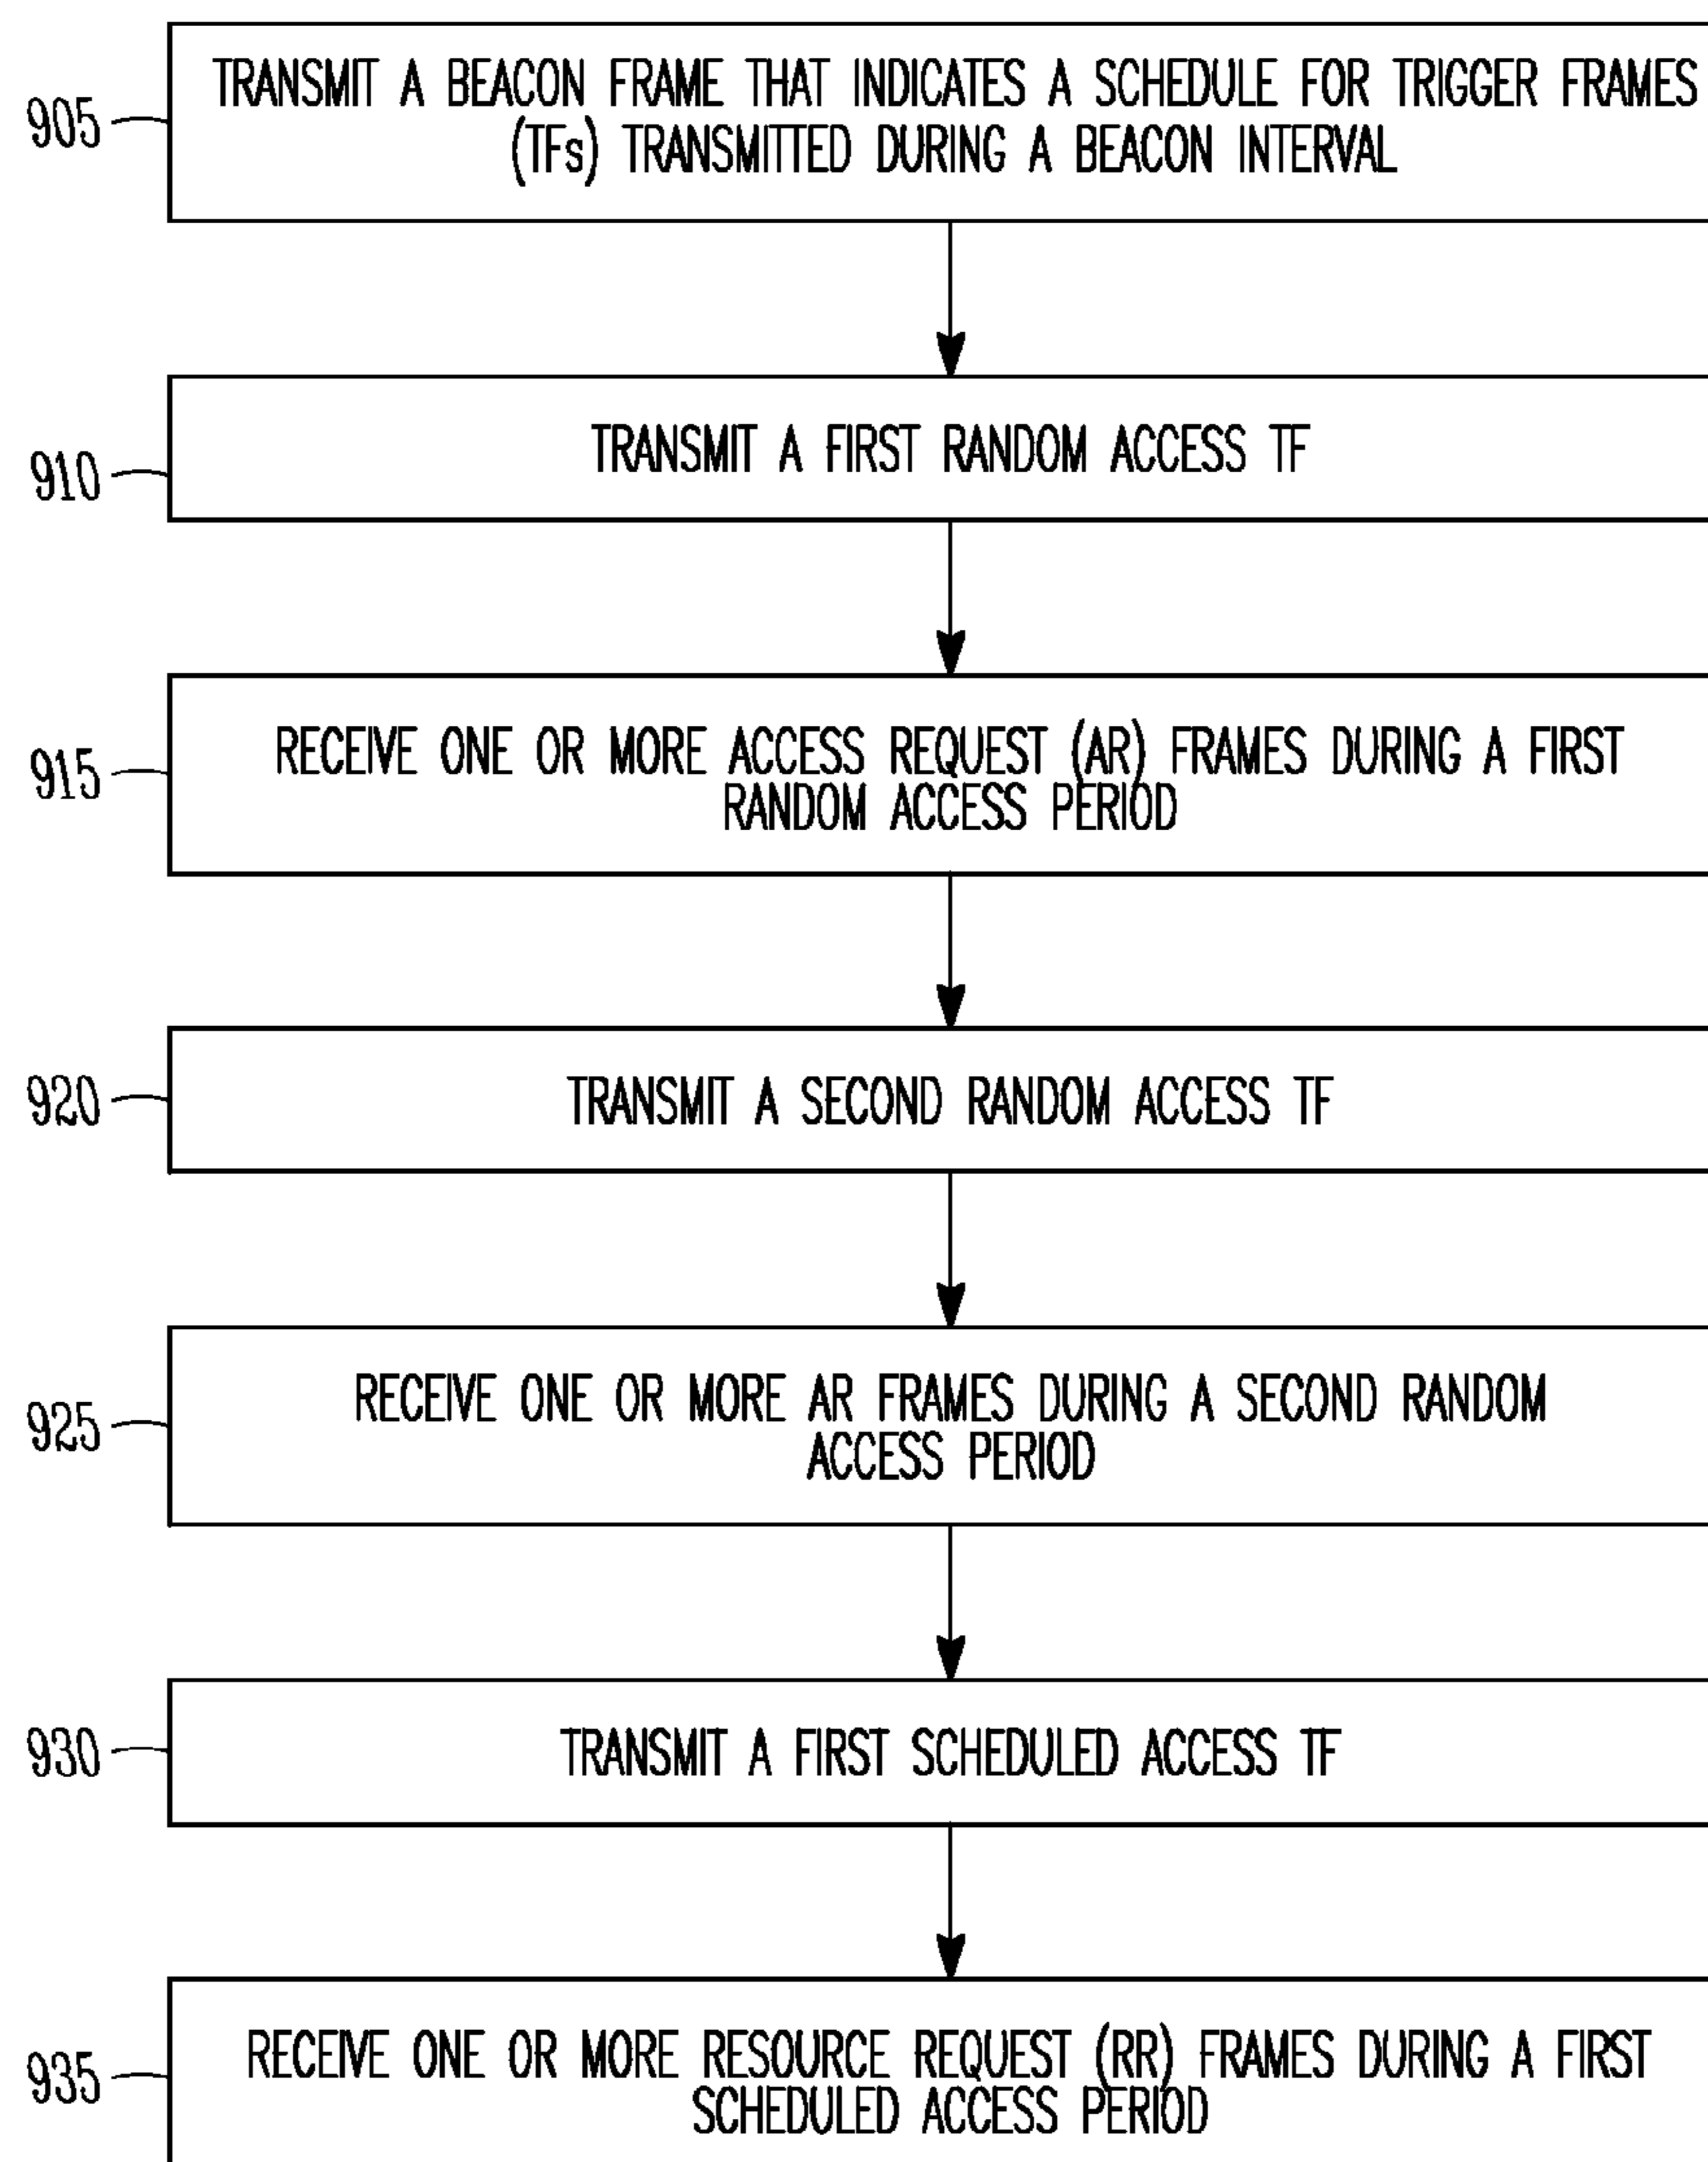 905
TRANSMIT A BEACON FRAME THAT INDICATES A SCHEDULE FOR TRIGGER FRAMES
(TFs) TRANSMITTED DURING A BEACON INTERVAL
910
TRANSMIT A FIRST RANDOM ACCESS TF
915
RECEIVE ONE OR MORE ACCESS REQUEST (AR) FRAMES DURING A FIRST
RANDOM ACCESS PERIOD
920
TRANSMIT A SECOND RANDOM ACCESS TF
925
RECEIVE ONE OR MORE AR FRAMES DURING A SECOND RANDOM
ACCESS PERIOD
930
TRANSMIT A FIRST SCHEDULED ACCESS TF
935
RECEIVE ONE OR MORE RESOURCE REQUEST (RR) FRAMES DURING A FIRST
SCHEDULED ACCESS PERIOD